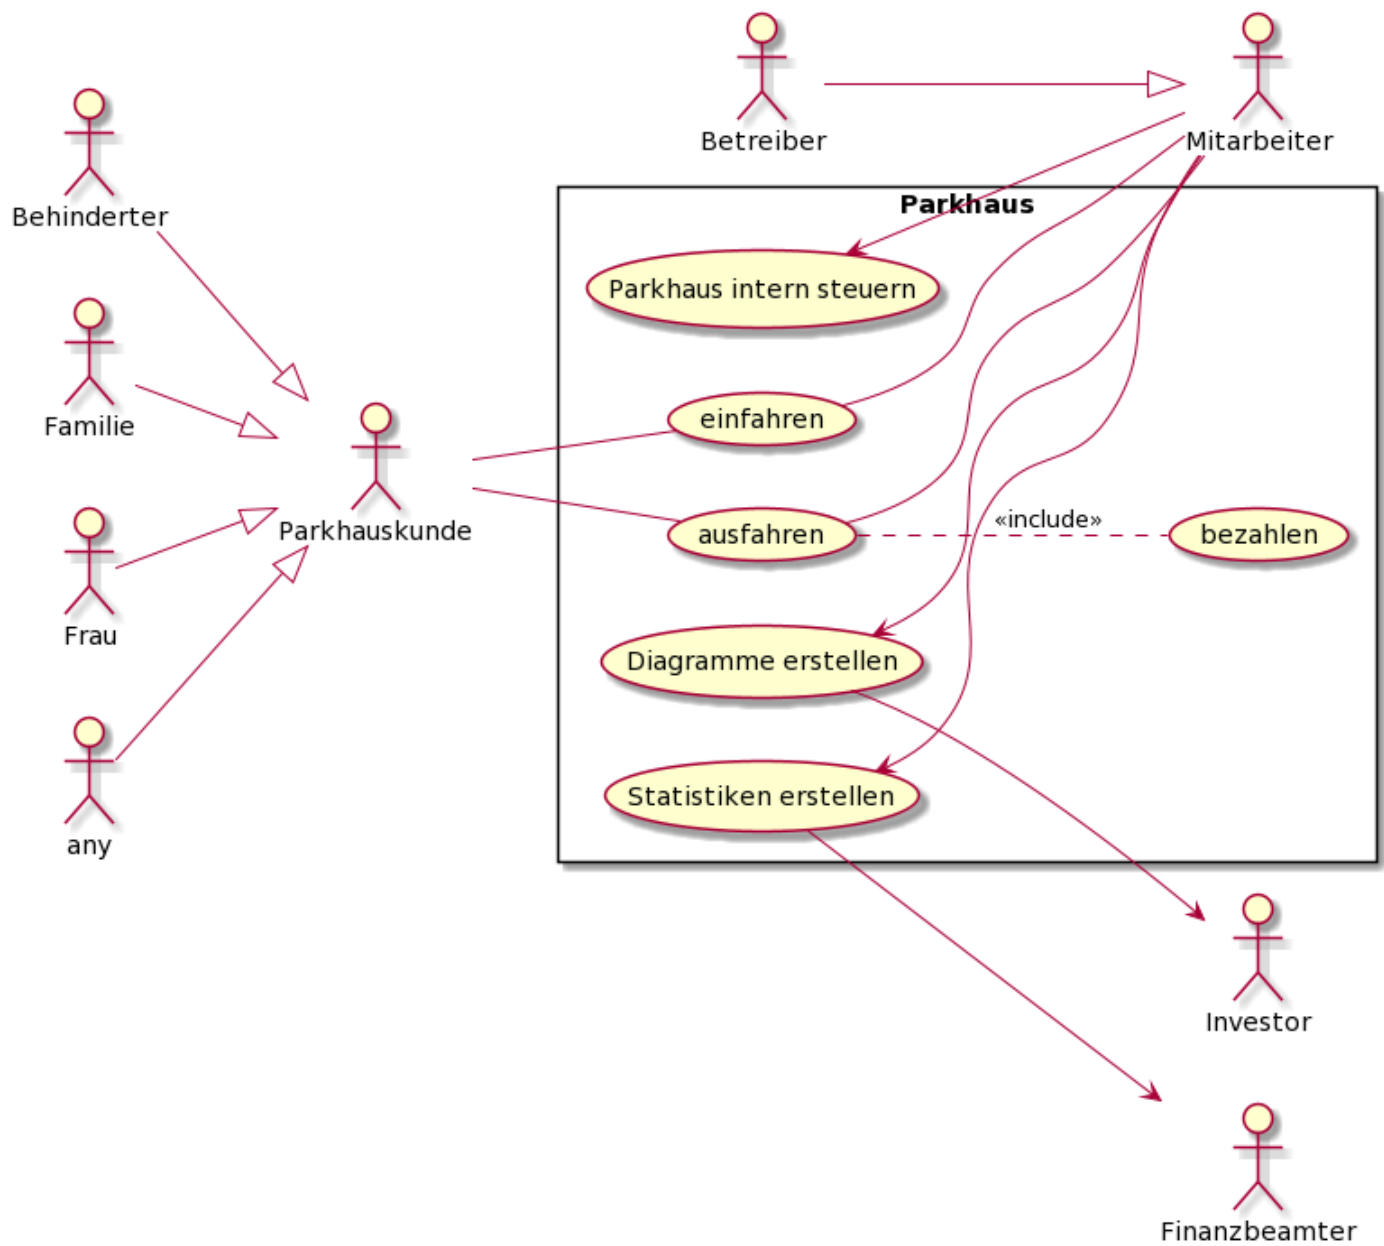 Betreiber
Mitarbeiter
Behinderter
Parkhaus
Parkhaus intern steuern
Familie
einfahren
Parkhauskunde
«include»
ausfahren
bezahlen
Frau
Diagramme erstellen
Statistiken erstellen
any
Investor
Finanzbeamter